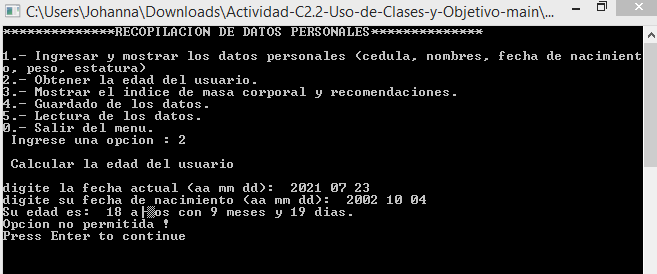 C:\Users\Johanna\Downloads\Actividad-C2.2-Uso-de-Clases-y-Objetivo-main\...
**************RECOPILACION DE DATOS PERSONALES**************
1.- Ingresar y mostrar los datos personales (cedula, nombres, fecha de nacimient
o, peso, estatura)
2.- Obtener la edad del usuario.
3.- Mostrar el indice de masa corporal y recomendaciones.
4.- Guardado de los datos.
5.- Lectura de los datos.
0.- Salir del menu.
Ingrese una opcion : 2
Calcular la edad del usuario
digite la fecha actual (aa mm dd):  2021 07 23
digite su fecha de nacimiento (aa mm dd):  2002 10 04
Su edad es:  18 a├▒os con 9 meses y 19 dias.
Opcion no permitida !
Press Enter to continue